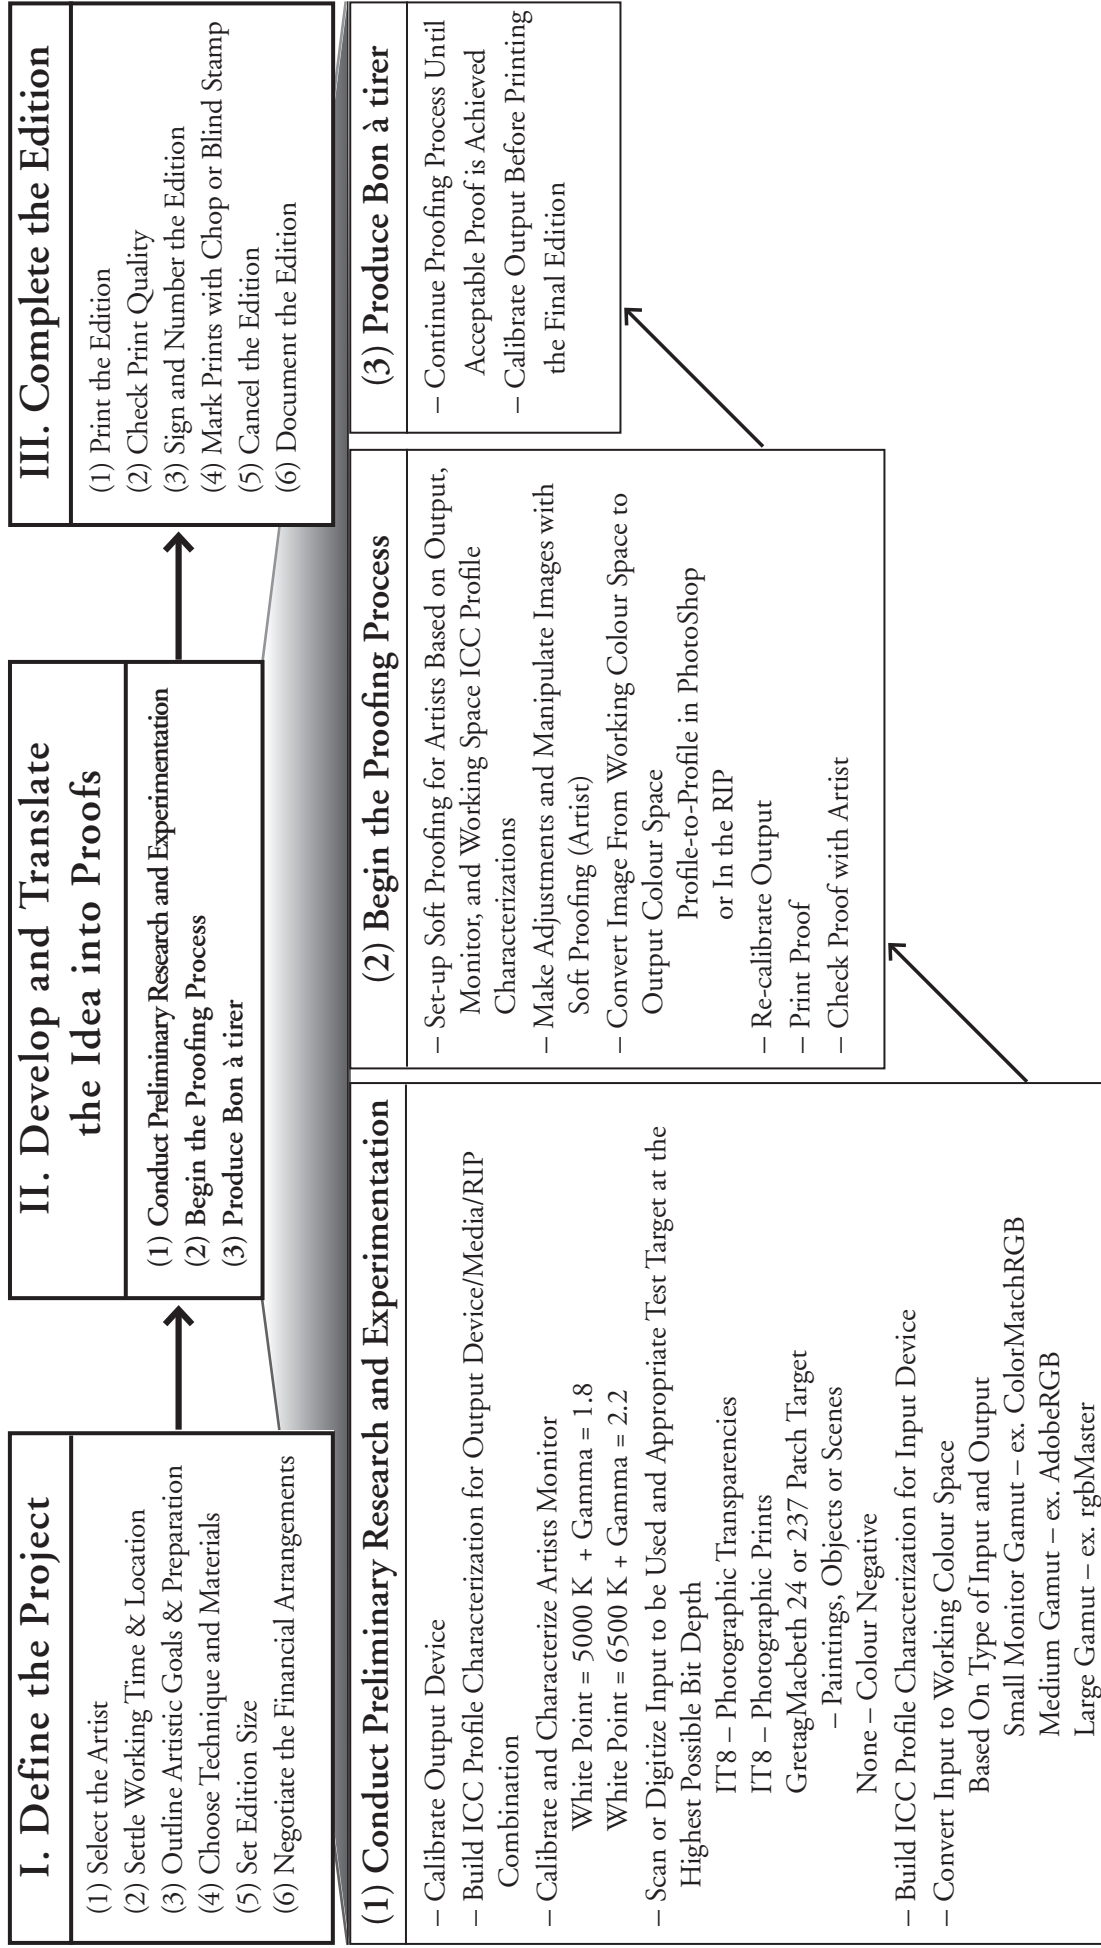 I. Define the Project
(1) Select the Artist
(2) Settle Working Time & Location
(3) Outline Artistic Goals & Preparation
(4) Choose Technique and Materials
(5) Set Edition Size
(6) Negotiate the Financial Arrangements
II. Develop and Translate
the Idea into Proofs
(1) Conduct Preliminary Research and Experimentation
(2) Begin the Proofing Process
(3) Produce Bon à tirer
III. Complete the Edition
(1) Print the Edition
(2) Check Print Quality
(3) Sign and Number the Edition
(4) Mark Prints with Chop or Blind Stamp
(5) Cancel the Edition
(6) Document the Edition
(1) Conduct Preliminary Research and Experimentation
– Calibrate Output Device
– Build ICC Profile Characterization for Output Device/Media/RIP
Combination
– Calibrate and Characterize Artists Monitor
White Point = 5000 K + Gamma = 1.8
White Point = 6500 K + Gamma = 2.2
– Scan or Digitize Input to be Used and Appropriate Test Target at the
Highest Possible Bit Depth
IT8 – Photographic Transparencies
IT8 – Photographic Prints
GretagMacbeth 24 or 237 Patch Target
– Paintings, Objects or Scenes
None – Colour Negative
– Build ICC Profile Characterization for Input Device
– Convert Input to Working Colour Space
Based On Type of Input and Output
Small Monitor Gamut – ex. ColorMatchRGB
Medium Gamut – ex. AdobeRGB
Large Gamut – ex. rgbMaster
(2) Begin the Proofing Process
– Set-up Soft Proofing for Artists Based on Output,
Monitor, and Working Space ICC Profile
Characterizations
– Make Adjustments and Manipulate Images with
Soft Proofing (Artist)
– Convert Image From Working Colour Space to
Output Colour Space
Profile-to-Profile in PhotoShop
or In the RIP
– Re-calibrate Output
– Print Proof
– Check Proof with Artist
(3) Produce Bon à tirer
– Continue Proofing Process Until
Acceptable Proof is Achieved
– Calibrate Output Before Printing
the Final Edition